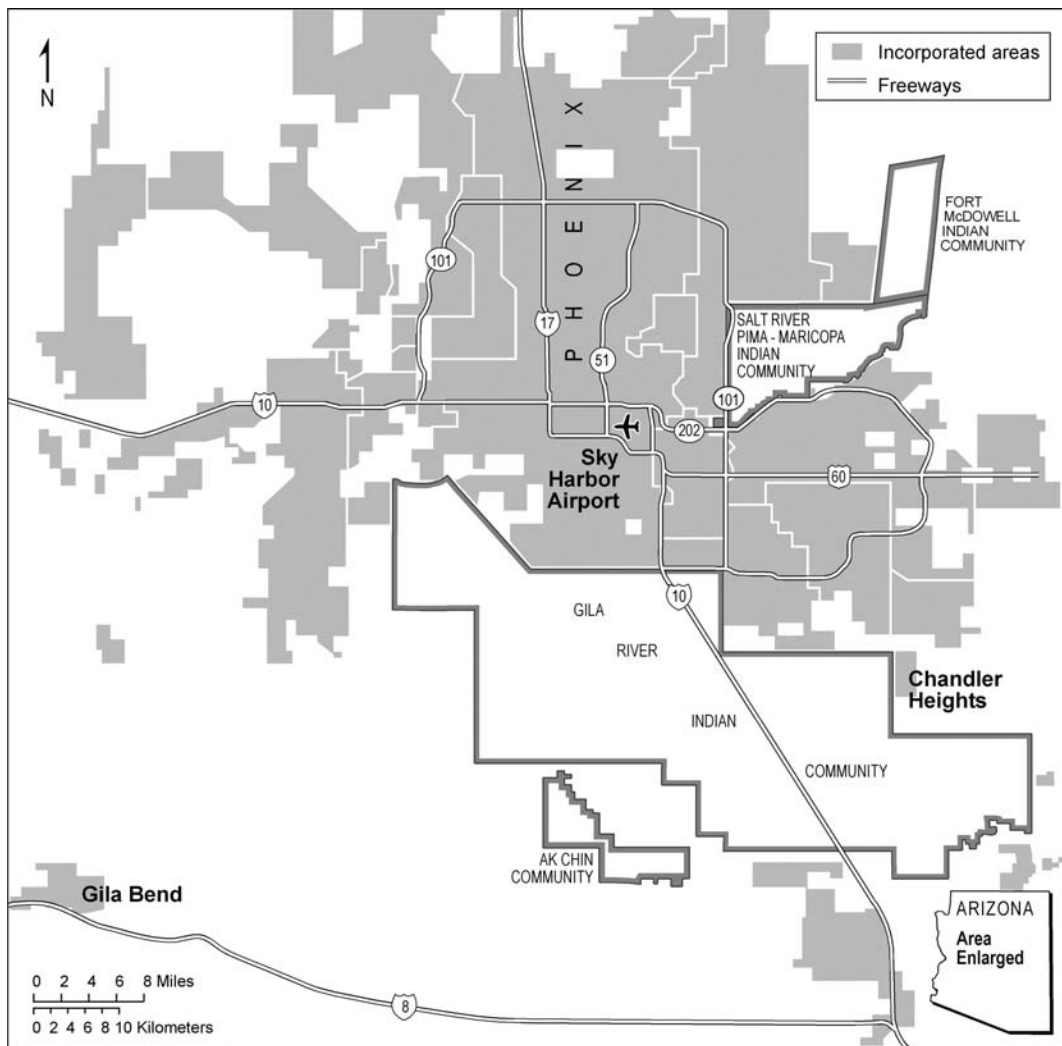 N
Incorporated areas
Freeways
PHOENIX
FORT
McDOWELL
INDIAN
COMMUNITY
101
17
SALT RIVER
PIMA - MARICOPA
INDIAN
COMMUNITY
51
10
101
202
Sky
Harbor
Airport
60
10
GILA
RIVER
INDIAN
COMMUNITY
Chandler
Heights
AK CHIN
COMMUNITY
Gila Bend
ARIZONA
Area
Enlarged
0 2 4 6 8 Miles
0 2 4 6 8 10 Kilometers
8